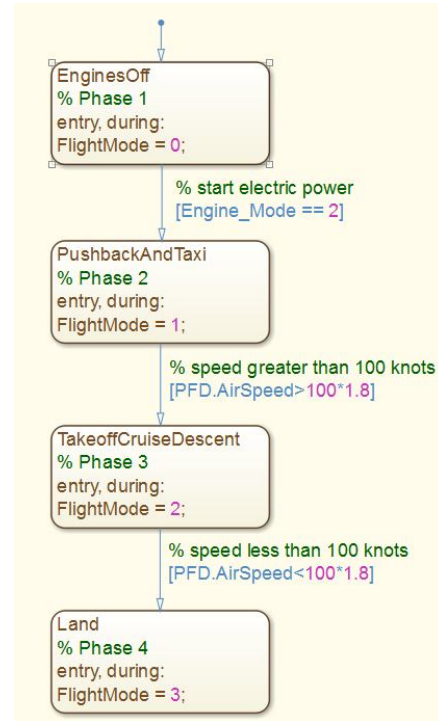 EnginesOff
% Phase 1
entry, during:
FlightMode = 0;
% start electric power
[Engine_Mode == 2]
PushbackAndTaxi
% Phase 2
entry, during:
FlightMode = 1;
% speed greater than 100 knots
[PFD.AirSpeed>100*1.8]
TakeoffCruiseDescent
% Phase 3
entry, during:
FlightMode = 2;
% speed less than 100 knots
[PFD.AirSpeed<100*1.8]
Land
% Phase 4
entry, during:
FlightMode = 3;